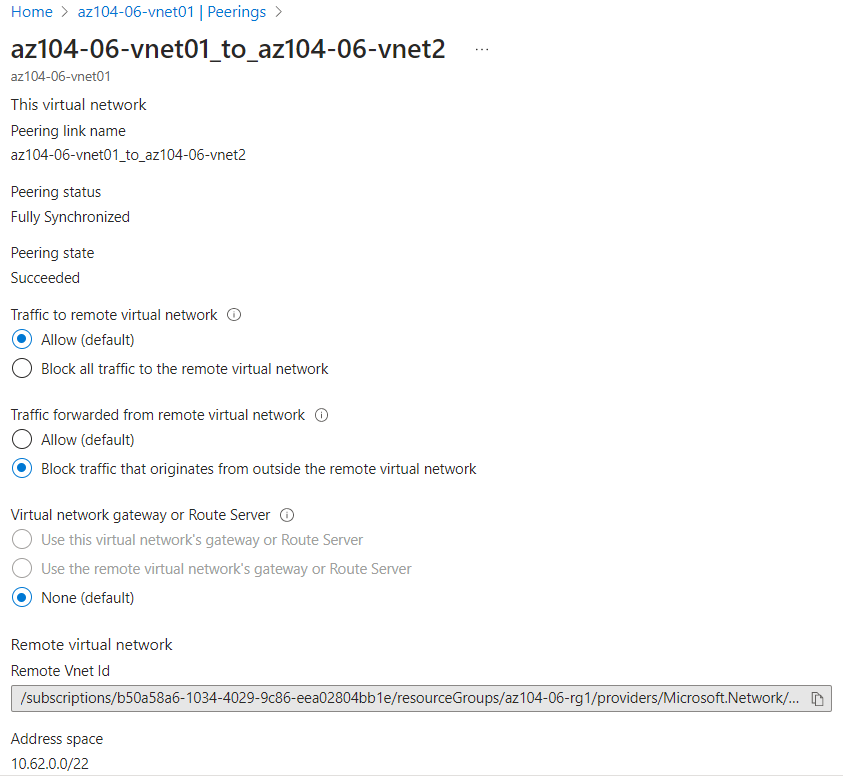 Home > az104-06-vnet01 | Peerings >
az104-06-vnet01_to_az104-06-vnet2 ...
az104-06-vnet01
This virtual network
Peering link name
az104-06-vnet01_to_az104-06-vnet2
Peering status
Fully Synchronized
Peering state
Succeeded
Traffic to remote virtual network
Allow (default)
Block all traffic to the remote virtual network
Traffic forwarded from remote virtual network
Allow (default)
Block traffic that originates from outside the remote virtual network
Virtual network gateway or Route Server
Use this virtual network's gateway or Route Server
Use the remote virtual network's gateway or Route Server
None (default)
Remote virtual network
Remote Vnet Id
/subscriptions/b50a58a6-1034-4029-9c86-eea02804bb1e/resourceGroups/az104-06-rg1/providers/Microsoft.Network/...
Address space
10.62.0.0/22